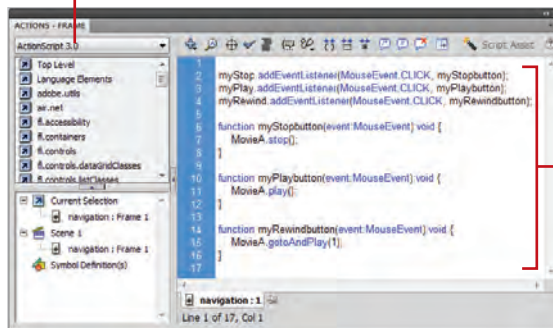 ACTIONS - FRAME
ActionScript 3.0
Top Level
Language Elements
adobe.utils
air.net
fl.accessibility
fl.containers
fl.controls
fl.controls.dataGridClasses
fl.controls.listClasses
Current Selection
navigation : Frame 1
Scene 1
navigation : Frame 1
Symbol Definition(s)
Script Assist
1
2 myStop.addEventListener(MouseEvent.CLICK, myStopbutton);
3 myPlay.addEventListener(MouseEvent.CLICK, myPlaybutton);
4 myRewind.addEventListener(MouseEvent.CLICK, myRewindbutton);
5
6 function myStopbutton(event:MouseEvent):void {
7 MovieA.stop();
8 }
9
10 function myPlaybutton(event:MouseEvent):void {
11 MovieA.play();
12 }
13
14 function myRewindbutton(event:MouseEvent):void {
15 MovieA.gotoAndPlay(1);
16 }
17
navigation : 1
Line 1 of 17, Col 1